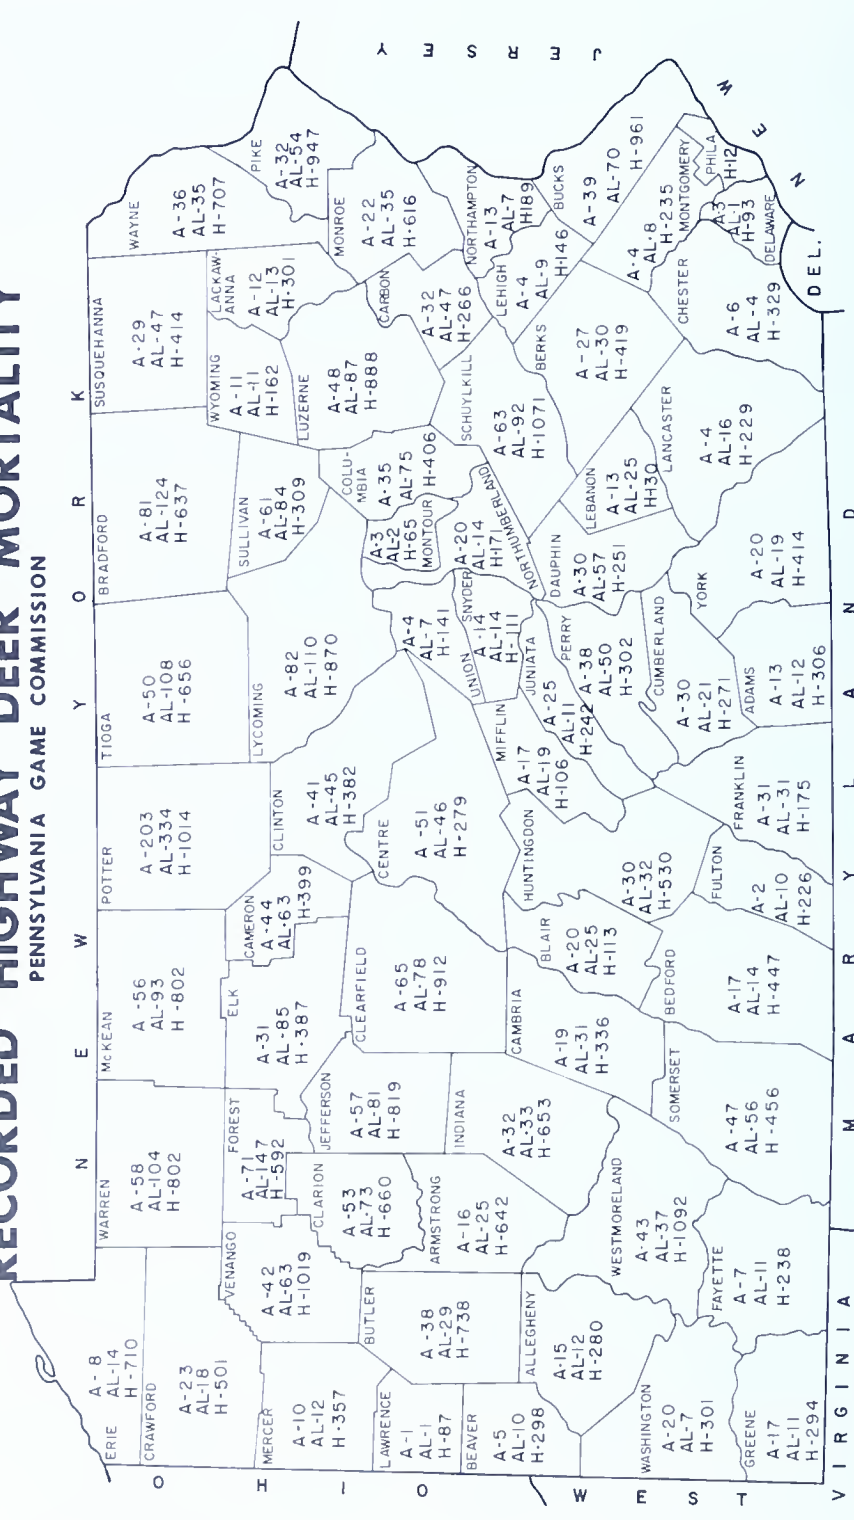 RECORDED HIGHWAY DEER MORTALITY
PENNSYLVANIA GAME COMMISSION
N E W Y O R K
ERIE
A-8
AL-14
H-710
CRAWFORD
A-23
AL-18
H-501
WARREN
A-58
AL-104
H-802
McKEAN
A-56
AL-93
H-802
POTTER
A-203
AL-334
H-1014
TIOGA
A-50
AL-108
H-656
BRADFORD
A-81
AL-124
H-637
SUSQUEHANNA
A-29
AL-47
H-414
WAYNE
A-36
AL-35
H-707
PIKE
A-32
AL-54
H-947
MERCER
A-10
AL-12
H-357
VENANGO
A-42
AL-63
H-1019
FOREST
A-71
AL-147
H-592
ELK
A-31
AL-85
H-387
CAMERON
A-44
AL-63
H-399
CLINTON
A-41
AL-45
H-382
LYCOMING
A-82
AL-110
H-870
SULLIVAN
A-61
AL-84
H-309
WYOMING
A-11
AL-11
H-162
LACKAW-
ANNA
A-12
AL-13
H-301
LUZERNE
A-48
AL-87
H-888
MONROE
A-22
AL-35
H-616
LAWRENCE
A-1
AL-1
H-87
BUTLER
A-38
AL-29
H-738
CLARION
A-53
AL-73
H-660
JEFFERSON
A-57
AL-81
H-819
CLEARFIELD
A-65
AL-78
H-912
CENTRE
A-51
AL-46
H-279
UNION
A-4
AL-7
H-141
MONTOUR
A-3
AL-2
H-65
COLU-
MBIA
A-35
AL-75
H-406
CARBON
A-32
AL-47
H-266
NORTHAMPTON
A-13
AL-7
H189
BEAVER
A-5
AL-10
H-298
ALLEGHENY
A-15
AL-12
H-280
ARMSTRONG
A-16
AL-25
H-642
INDIANA
A-32
AL-33
H-653
CAMBRIA
A-19
AL-31
H-336
BLAIR
A-20
AL-25
H-113
HUNTINGDON
A-30
AL-32
H-530
MIFFLIN
A-17
AL-19
H-106
SNYDER
A-14
AL-14
H-111
JUNIATA
A-25
AL-11
H-242
NORTHUMBERLAND
A-20
AL-14
H-171
SCHUYLKILL
A-63
AL-92
H-1071
LEHIGH
A-4
AL-9
H-146
BUCKS
A-39
AL-70
H-961
WASHINGTON
A-20
AL-7
H-301
WESTMORELAND
A-43
AL-37
H-1092
SOMERSET
A-47
AL-56
H-456
BEDFORD
A-17
AL-14
H-447
FULTON
A-2
AL-10
H-226
FRANKLIN
A-31
AL-31
H-175
PERRY
A-38
AL-50
H-302
CUMBERLAND
A-30
AL-21
H-271
DAUPHIN
A-30
AL-57
H-251
LEBANON
A-13
AL-25
H-130
BERKS
A-27
AL-30
H-419
MONTGOMERY
A-4
AL-8
H-235
PHILA
H-12
GREENE
A-17
AL-11
H-294
FAYETTE
A-7
AL-11
H-238
ADAMS
A-13
AL-12
H-306
YORK
A-20
AL-19
H-414
LANCASTER
A-4
AL-16
H-229
CHESTER
A-6
AL-4
H-329
DELAWARE
A-3
AL-1
H-93
O H I O
W E S T
V I R G I N I A
M A R Y L A N D
DEL.
N E W
J E R S E Y